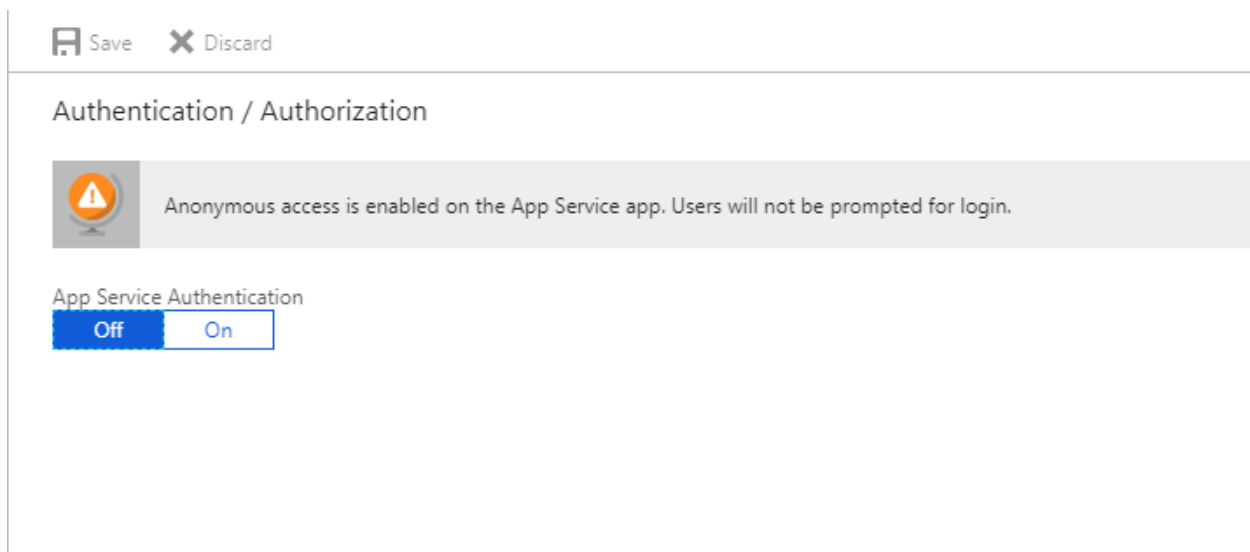 Save Discard
Authentication / Authorization
Anonymous access is enabled on the App Service app. Users will not be prompted for login.
App Service Authentication
Off On